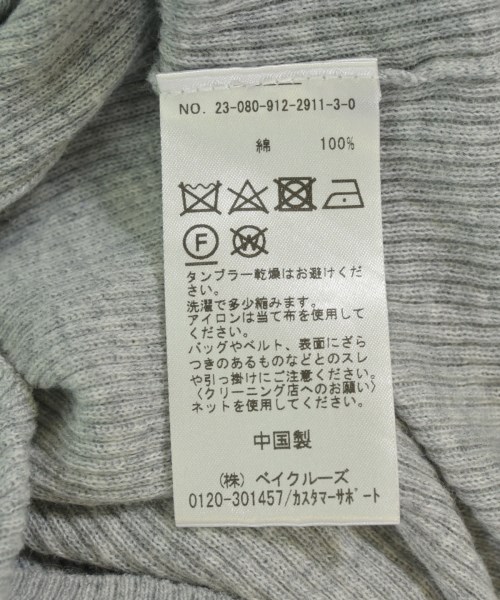 NO. 23-080-912-2911-3-0
綿 100%
F W
タンブラー乾燥はお避けくだ
さい。
洗濯で多少縮みます。
アイロンは当て布を使用して
ください。
バッグやベルト、表面にざら
つきのあるものなどとのスレ
や引っ掛けにご注意ください。
〈クリーニング店へのお願い〉
ネットを使用してください。
中国製
(株) ベイクルーズ
0120-301457/カスタマーサポート